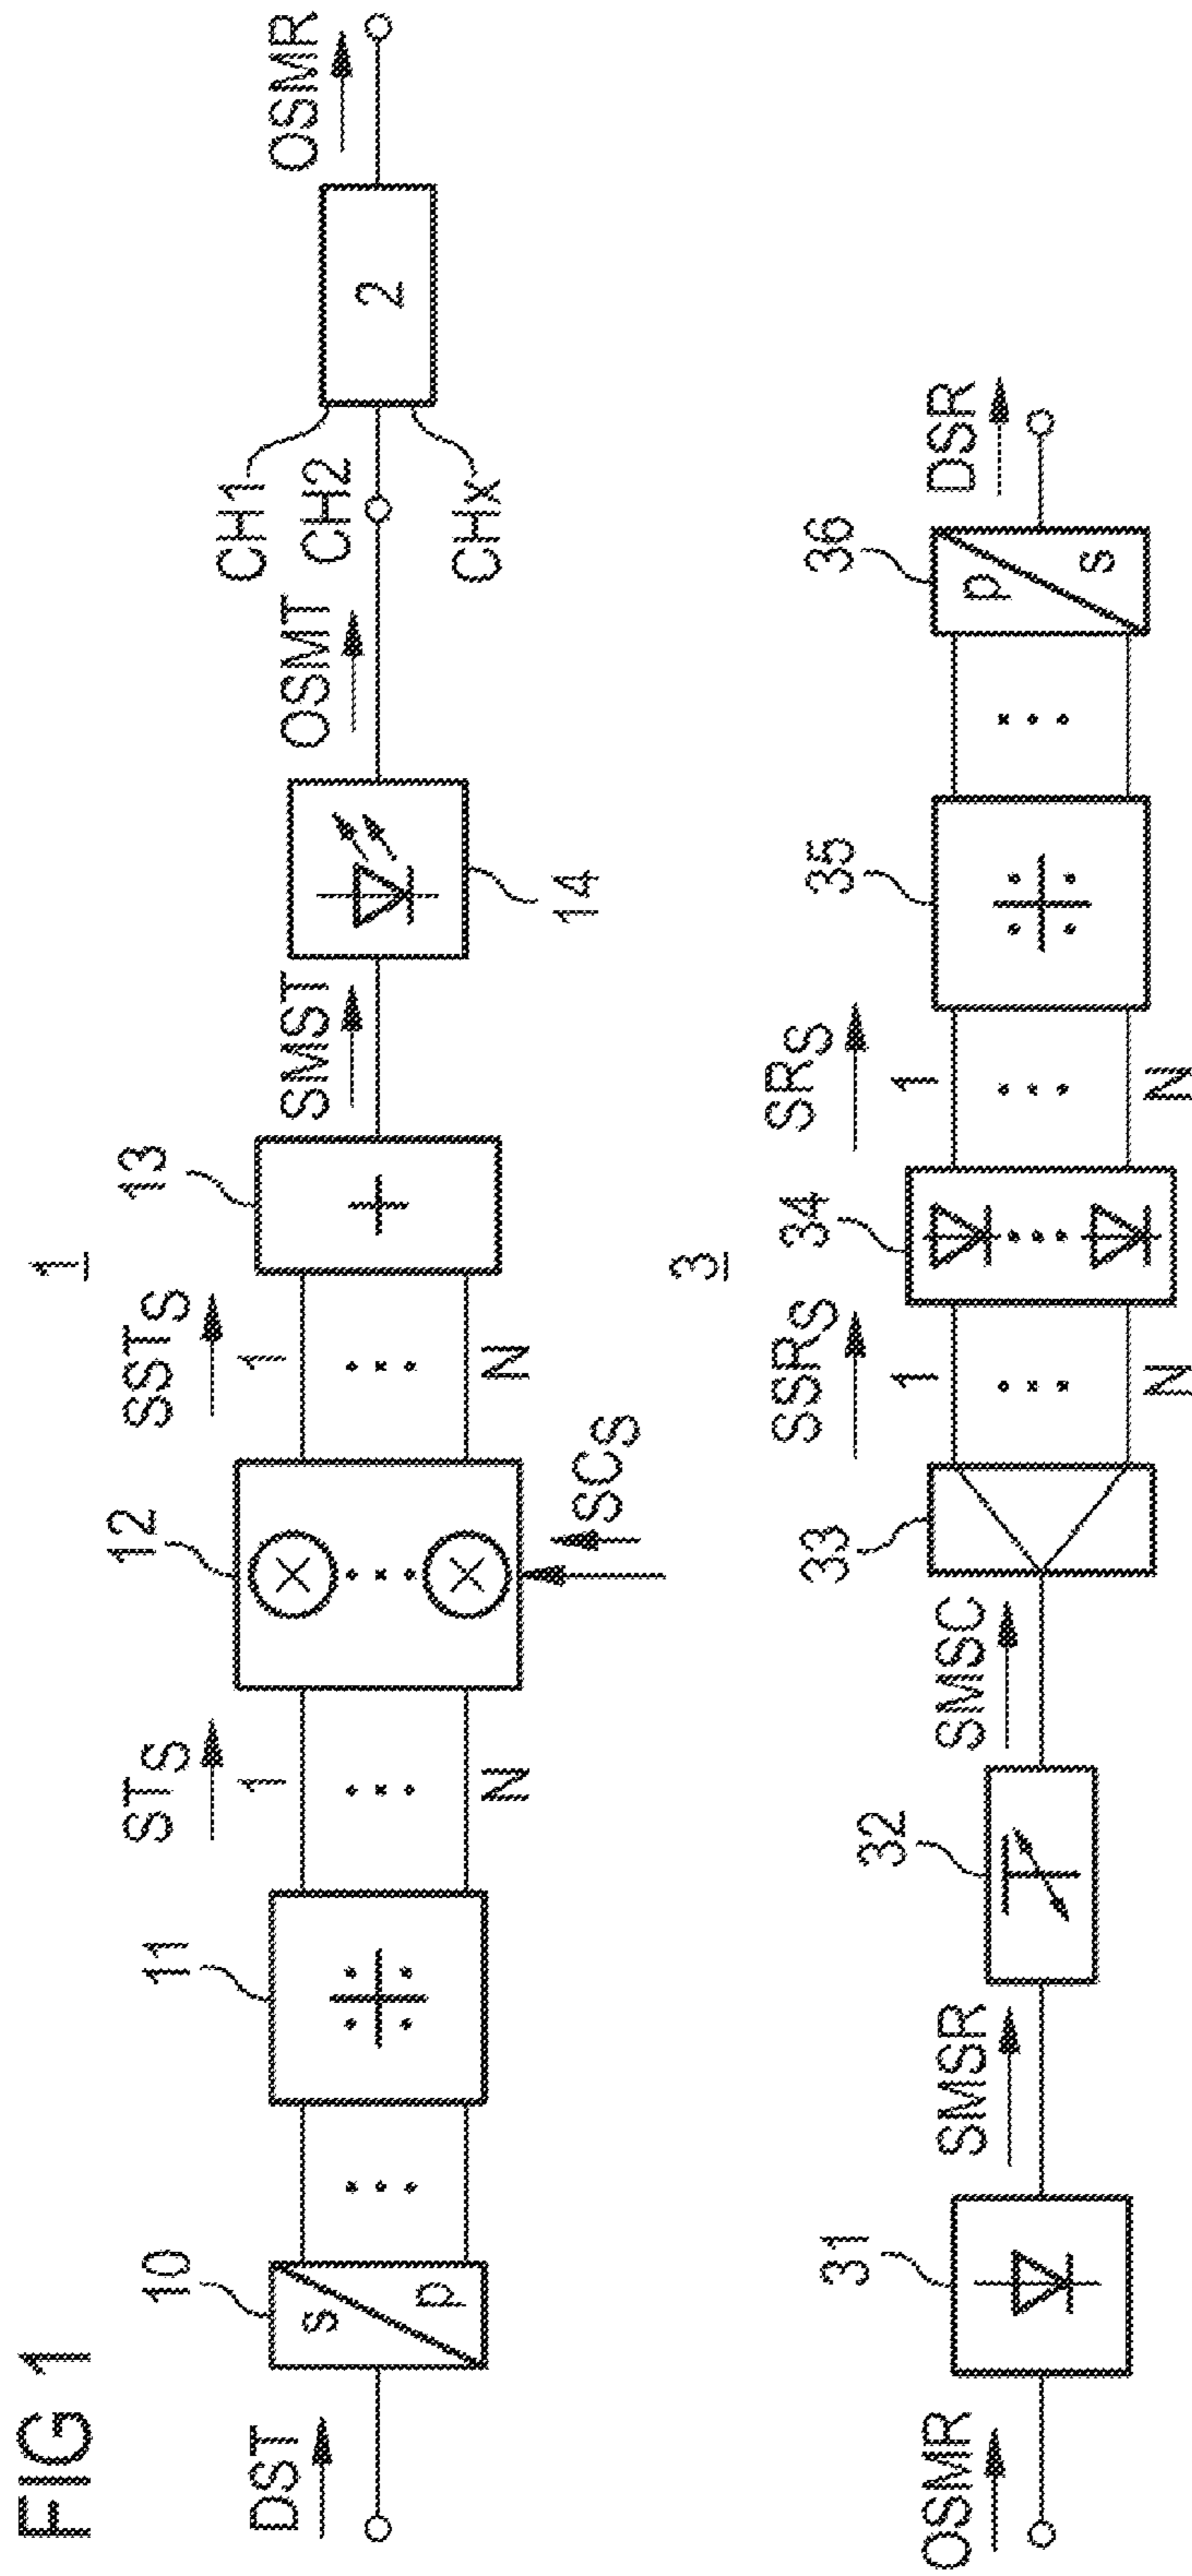 FIG 1
1
DST
10
s
p
11
STS
1
N
12
SCS
SSTS
1
N
13
+
SMST
14
OSMT
CH1
CH2
CHX
2
OSMR
3
OSMR
31
SMSR
32
SMSC
33
SSRS
1
N
34
SRS
1
N
35
36
p
s
DSR